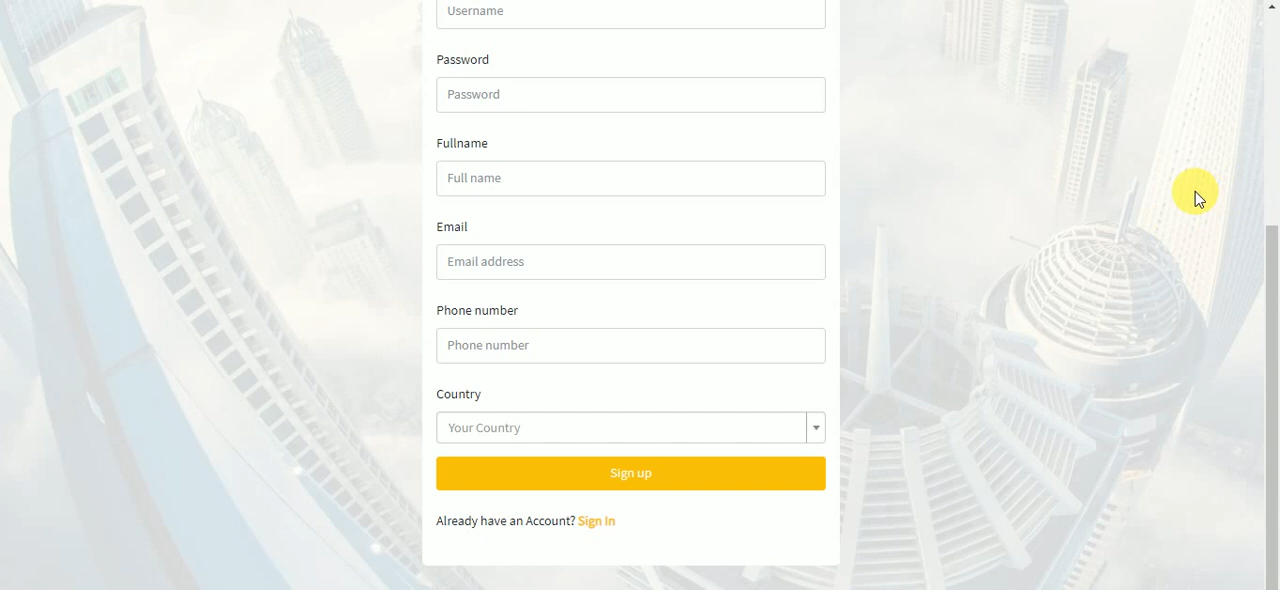 Username
Password
Password
Fullname
Full name
Email
Email address
Phone number
Phone number
Country
Your Country
Sign up
Already have an Account? Sign In